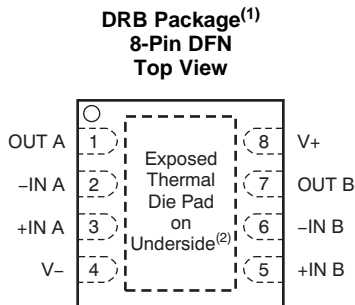 DRB Package(1)
8-Pin DFN
Top View
OUT A 1 8 V+
–IN A 2 7 OUT B
+IN A 3 6 –IN B
V– 4 5 +IN B
Exposed
Thermal
Die Pad
on
Underside(2)